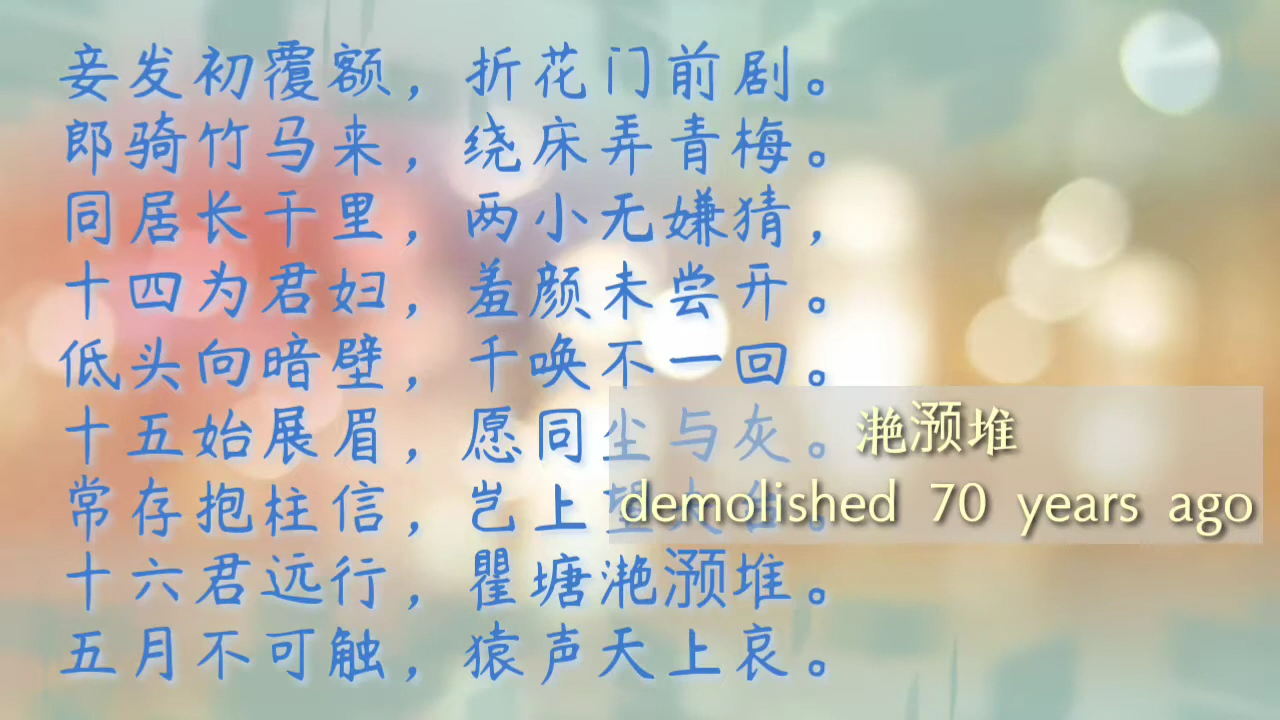 妾发初覆额，折花门前剧。
郎骑竹马来，绕床弄青梅。
同居长干里，两小无嫌猜，
十四为君妇，羞颜未尝开。
低头向暗壁，千唤不一回。
十五始展眉，愿同尘与灰。
常存抱柱信，岂上望夫台。
十六君远行，瞿塘滟滪堆。
五月不可触，猿声天上哀。
滟滪堆
demolished 70 years ago